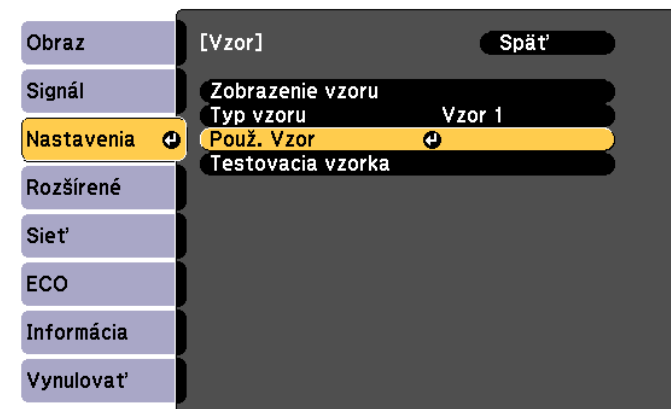 Obraz
Signál
Nastavenia
Rozšírené
Sieť
ECO
Informácia
Vynulovať
[Vzor] Späť
Zobrazenie vzoru
Typ vzoru Vzor 1
Použ. Vzor
Testovacia vzorka